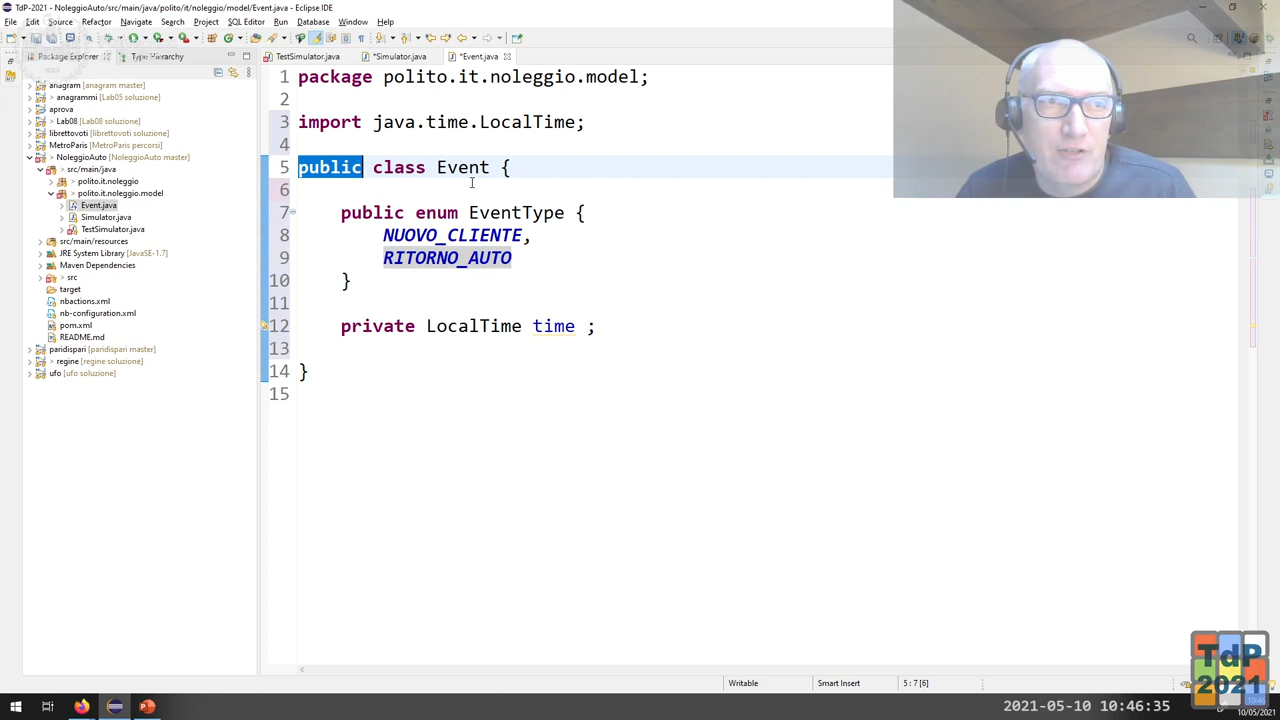 TdP-2021 - NoleggioAuto/src/main/java/polito/it/noleggio/model/Event.java - Eclipse IDE
File Edit Source Refactor Navigate Search Project SQL Editor Run Database Window Help
Package Explorer Type Hierarchy
TestSimulator.java *Simulator.java *Event.java
anagram [anagram master]
> anagrammi [Lab05 soluzione]
aprova
> Lab08 [Lab08 soluzione]
librettovoti [librettovoti soluzione]
MetroParis [MetroParis percorsi]
> NoleggioAuto [NoleggioAuto master]
> src/main/java
> polito.it.noleggio
> polito.it.noleggio.model
Event.java
Simulator.java
TestSimulator.java
src/main/resources
JRE System Library [JavaSE-1.7]
Maven Dependencies
> src
target
nbactions.xml
nb-configuration.xml
pom.xml
README.md
paridispari [paridispari master]
> regine [regine soluzione]
ufo [ufo soluzione]
1 package polito.it.noleggio.model;
2
3 import java.time.LocalTime;
4
5 public class Event {
6
7 public enum EventType {
8 NUOVO_CLIENTE,
9 RITORNO_AUTO
10 }
11
12 private LocalTime time ;
13
14 }
15
Writable Smart Insert 5 : 7 [6]
TdP
2021
2021-05-10 10:46:35
10/05/2021